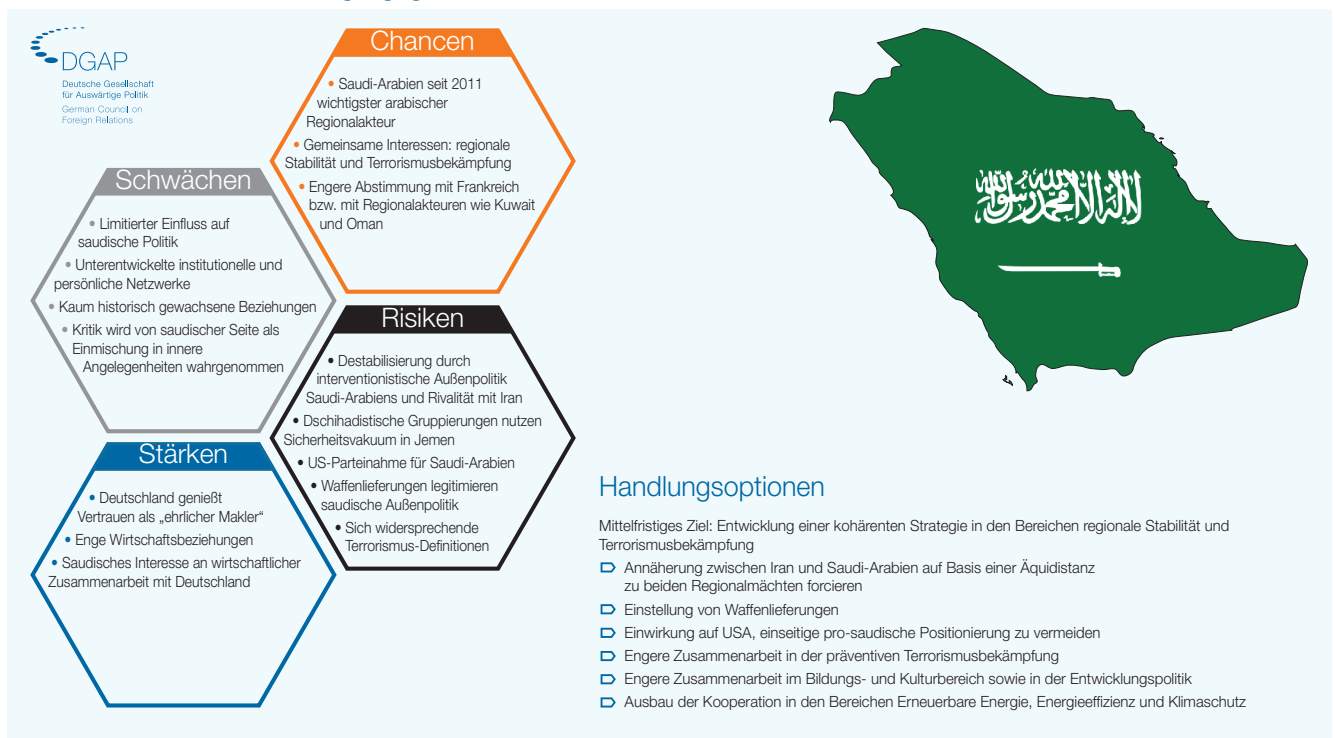 DGAP
Deutsche Gesellschaft
für Auswärtige Politik
German Council on
Foreign Relations
Chancen
• Saudi-Arabien seit 2011
wichtigster arabischer
Regionalakteur
• Gemeinsame Interessen: regionale
Stabilität und Terrorismusbekämpfung
• Engere Abstimmung mit Frankreich
bzw. mit Regionalakteuren wie Kuwait
und Oman
Schwächen
• Limitierter Einfluss auf
saudische Politik
• Unterentwickelte institutionelle und
persönliche Netzwerke
• Kaum historisch gewachsene Beziehungen
• Kritik wird von saudischer Seite als
Einmischung in innere
Angelegenheiten wahrgenommen
Risiken
• Destabilisierung durch
interventionistische Außenpolitik
Saudi-Arabiens und Rivalität mit Iran
• Dschihadistische Gruppierungen nutzen
Sicherheitsvakuum in Jemen
• US-Parteinahme für Saudi-Arabien
• Waffenlieferungen legitimieren
saudische Außenpolitik
• Sich widersprechende
Terrorismus-Definitionen
Stärken
• Deutschland genießt
Vertrauen als „ehrlicher Makler“
• Enge Wirtschaftsbeziehungen
• Saudisches Interesse an wirtschaftlicher
Zusammenarbeit mit Deutschland
لا إله إلا الله محمد رسول الله
Handlungsoptionen
Mittelfristiges Ziel: Entwicklung einer kohärenten Strategie in den Bereichen regionale Stabilität und
Terrorismusbekämpfung
Annäherung zwischen Iran und Saudi-Arabien auf Basis einer Äquidistanz
zu beiden Regionalmächten forcieren
Einstellung von Waffenlieferungen
Einwirkung auf USA, einseitige pro-saudische Positionierung zu vermeiden
Engere Zusammenarbeit in der präventiven Terrorismusbekämpfung
Engere Zusammenarbeit im Bildungs- und Kulturbereich sowie in der Entwicklungspolitik
Ausbau der Kooperation in den Bereichen Erneuerbare Energie, Energieeffizienz und Klimaschutz